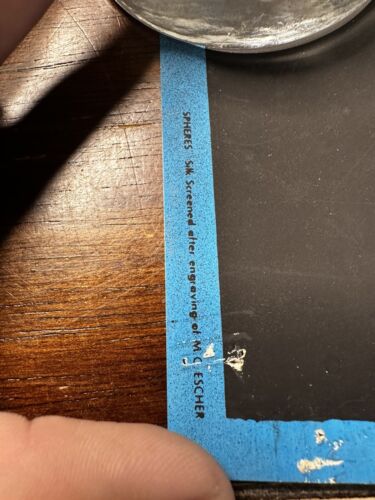 SPHERES Silk Screened after engraving of M. C. ESCHER